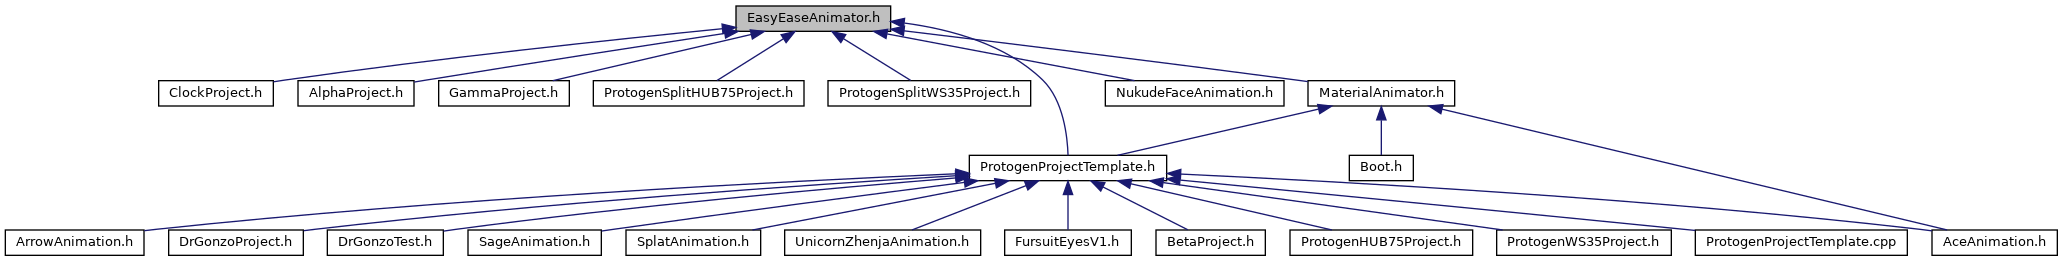 EasyEaseAnimator.h
ClockProject.h
AlphaProject.h
GammaProject.h
ProtogenSplitHUB75Project.h
ProtogenSplitWS35Project.h
NukudeFaceAnimation.h
MaterialAnimator.h
ProtogenProjectTemplate.h
Boot.h
ArrowAnimation.h
DrGonzoProject.h
DrGonzoTest.h
SageAnimation.h
SplatAnimation.h
UnicornZhenjaAnimation.h
FursuitEyesV1.h
BetaProject.h
ProtogenHUB75Project.h
ProtogenWS35Project.h
ProtogenProjectTemplate.cpp
AceAnimation.h